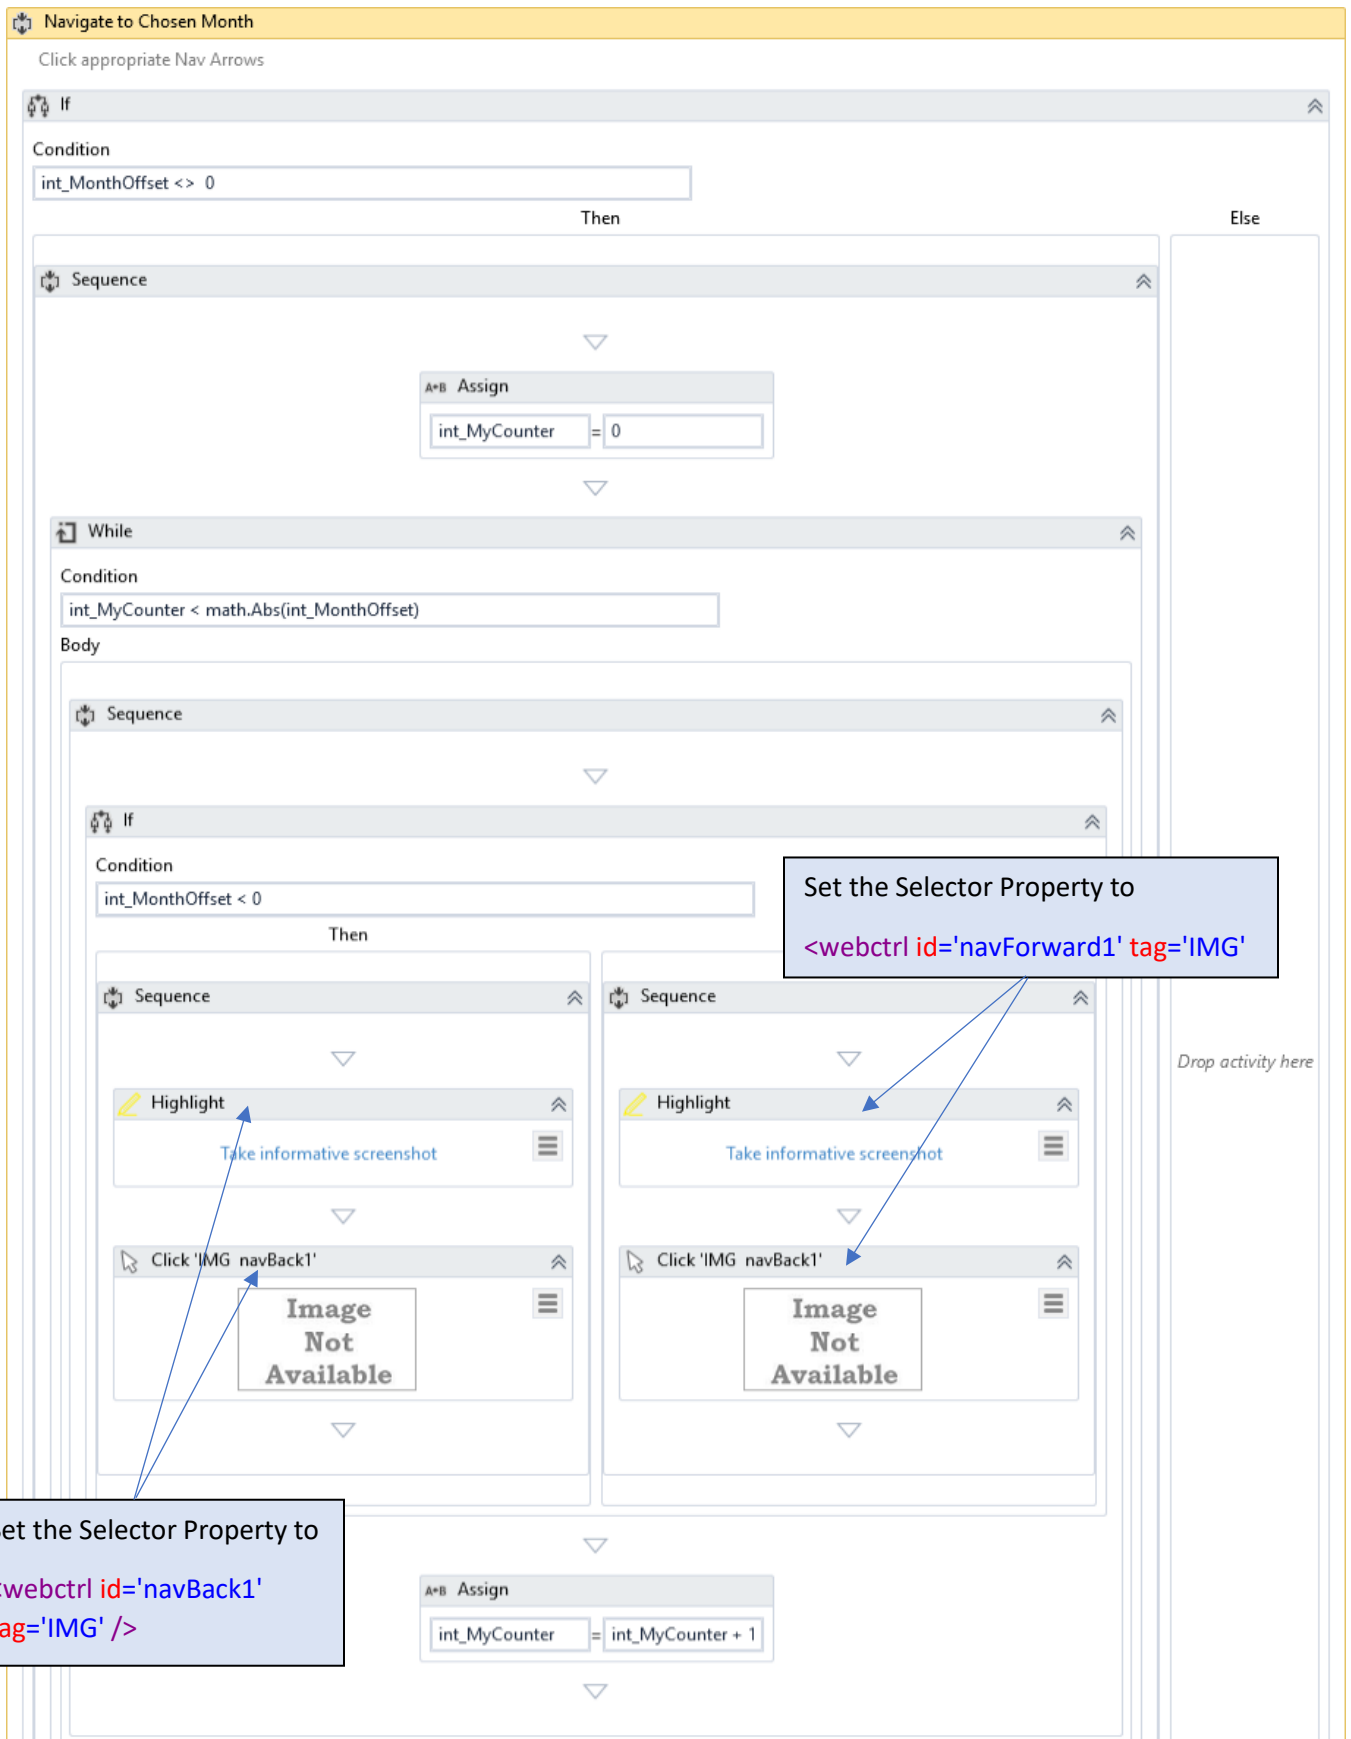 Navigate to Chosen Month
Click appropriate Nav Arrows
If
Condition
int_MonthOffset <> 0
Then
Else
Sequence
A+B Assign
int_MyCounter = 0
While
Condition
int_MyCounter < math.Abs(int_MonthOffset)
Body
Sequence
If
Condition
int_MonthOffset < 0
Then
Set the Selector Property to
<webctrl id='navForward1' tag='IMG'
Sequence
Sequence
Drop activity here
Highlight
Highlight
Take informative screenshot
Take informative screenshot
Click 'IMG navBack1'
Click 'IMG navBack1'
Image
Not
Available
Image
Not
Available
et the Selector Property to
webctrl id='navBack1'
ag='IMG' />
A+B Assign
int_MyCounter = int_MyCounter + 1